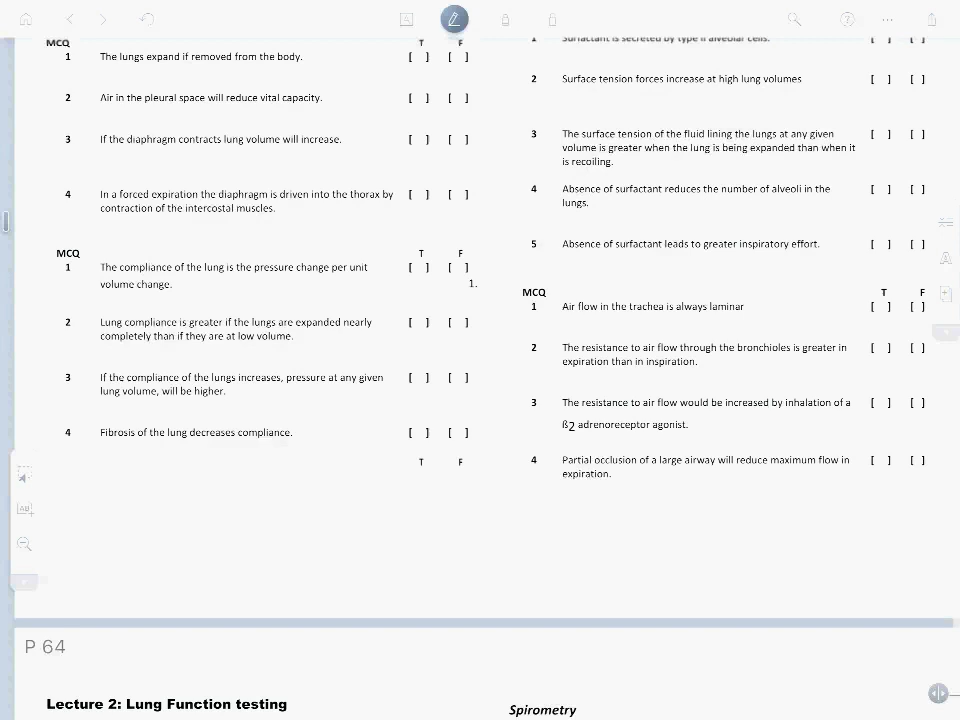 MCQ T F
1 The lungs expand if removed from the body. [ ] [ ]
2 Air in the pleural space will reduce vital capacity. [ ] [ ]
3 If the diaphragm contracts lung volume will increase. [ ] [ ]
4 In a forced expiration the diaphragm is driven into the thorax by [ ] [ ]
contraction of the intercostal muscles.
MCQ T F
1 The compliance of the lung is the pressure change per unit [ ] [ ]
volume change. 1.
2 Lung compliance is greater if the lungs are expanded nearly [ ] [ ]
completely than if they are at low volume.
3 If the compliance of the lungs increases, pressure at any given [ ] [ ]
lung volume, will be higher.
4 Fibrosis of the lung decreases compliance. [ ] [ ]
T F
1 Surfactant is secreted by type II alveolar cells. [ ] [ ]
2 Surface tension forces increase at high lung volumes [ ] [ ]
3 The surface tension of the fluid lining the lungs at any given [ ] [ ]
volume is greater when the lung is being expanded than when it
is recoiling.
4 Absence of surfactant reduces the number of alveoli in the [ ] [ ]
lungs.
5 Absence of surfactant leads to greater inspiratory effort. [ ] [ ]
MCQ T F
1 Air flow in the trachea is always laminar [ ] [ ]
2 The resistance to air flow through the bronchioles is greater in [ ] [ ]
expiration than in inspiration.
3 The resistance to air flow would be increased by inhalation of a [ ] [ ]
ß2 adrenoreceptor agonist.
4 Partial occlusion of a large airway will reduce maximum flow in [ ] [ ]
expiration.
P 64
Lecture 2: Lung Function testing
Spirometry